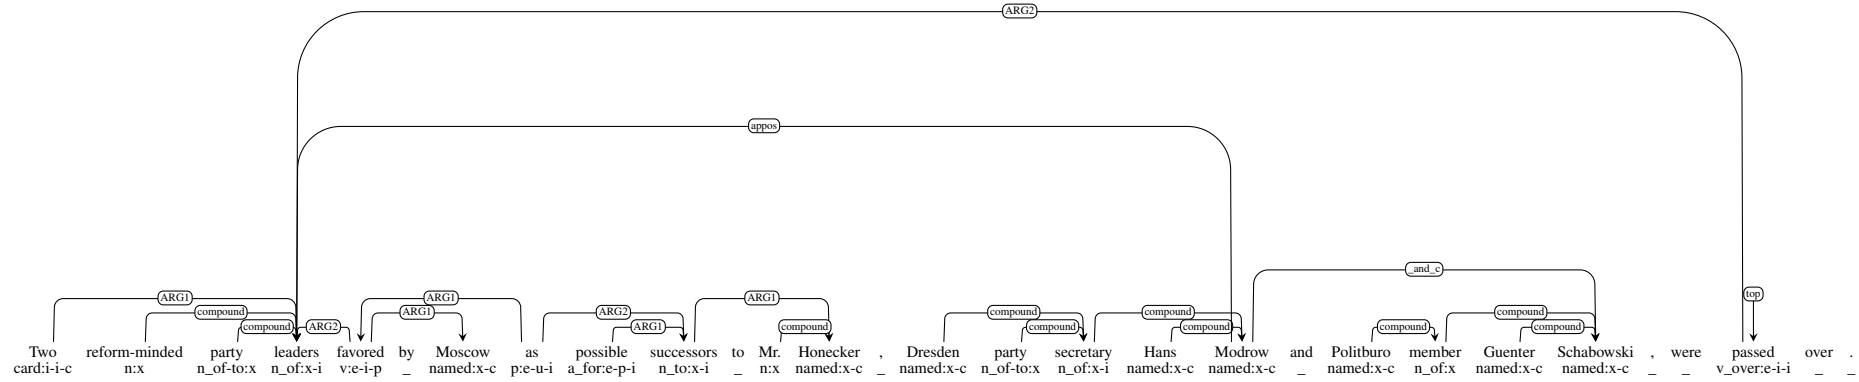 ARG2
appos
_and_c
top
ARG1 ARG1 ARG1
compound ARG1 ARG2 compound compound compound
compound ARG2 ARG1 compound compound compound compound compound
Two reform-minded party leaders favored by Moscow as possible successors to Mr. Honecker , Dresden party secretary Hans Modrow and Politburo member Guenter Schabowski , were passed over .
card:i-i-c n:x n_of-to:x n_of:x-i v:e-i-p _ named:x-c p:e-u-i a_for:e-p-i n_to:x-i _ n:x named:x-c _ named:x-c n_of-to:x n_of:x-i named:x-c named:x-c _ named:x-c n_of:x named:x-c named:x-c _ _ v_over:e-i-i _ _